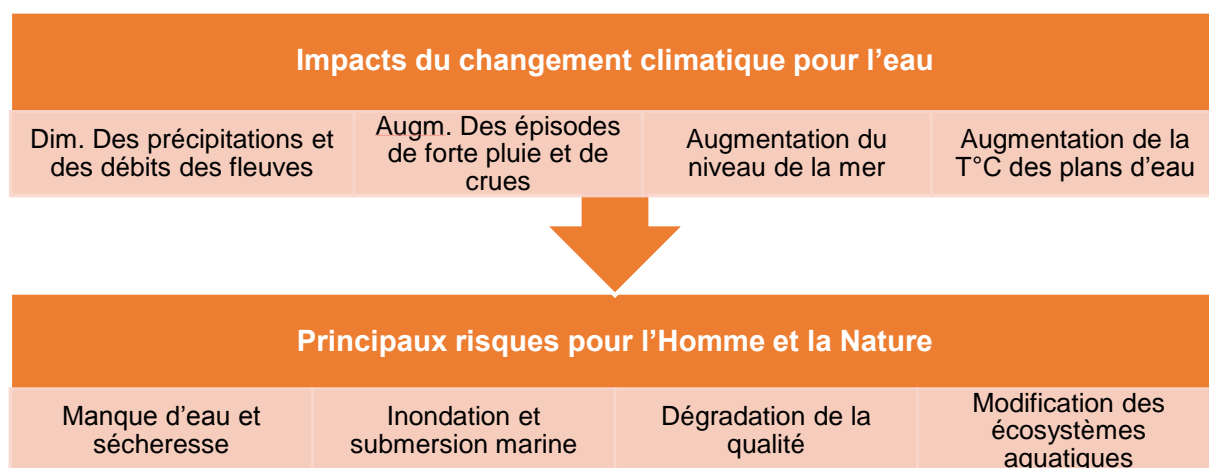 Impacts du changement climatique pour l’eau
Dim. Des précipitations et
des débits des fleuves
Augm. Des épisodes
de forte pluie et de
crues
Augmentation du
niveau de la mer
Augmentation de la
T°C des plans d’eau
Principaux risques pour l’Homme et la Nature
Manque d’eau et
sécheresse
Inondation et
submersion marine
Dégradation de la
qualité
Modification des
écosystèmes
aquatiques